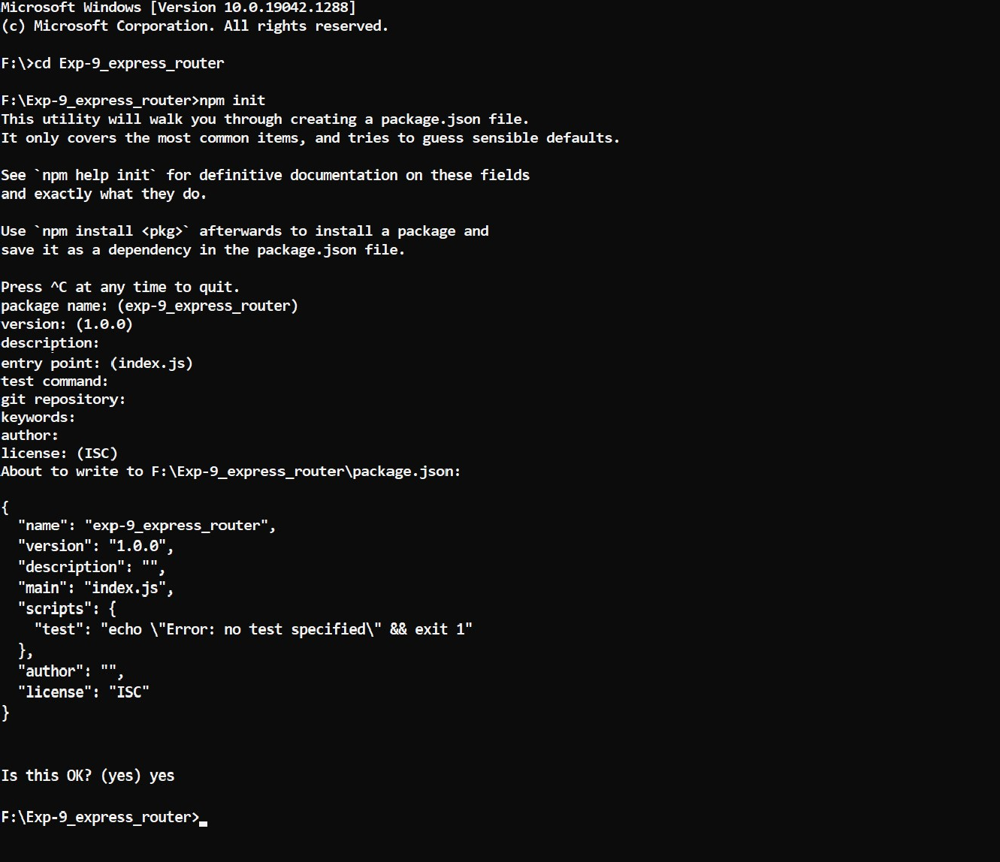 Microsoft Windows [Version 10.0.19042.1288]
(c) Microsoft Corporation. All rights reserved.
F:\>cd Exp-9_express_router
F:\Exp-9_express_router>npm init
This utility will walk you through creating a package.json file.
It only covers the most common items, and tries to guess sensible defaults.
See `npm help init` for definitive documentation on these fields
and exactly what they do.
Use `npm install <pkg>` afterwards to install a package and
save it as a dependency in the package.json file.
Press ^C at any time to quit.
package name: (exp-9_express_router)
version: (1.0.0)
description:
entry point: (index.js)
test command:
git repository:
keywords:
author:
license: (ISC)
About to write to F:\Exp-9_express_router\package.json:
{
  "name": "exp-9_express_router",
  "version": "1.0.0",
  "description": "",
  "main": "index.js",
  "scripts": {
    "test": "echo \"Error: no test specified\" && exit 1"
  },
  "author": "",
  "license": "ISC"
}
Is this OK? (yes) yes
F:\Exp-9_express_router>